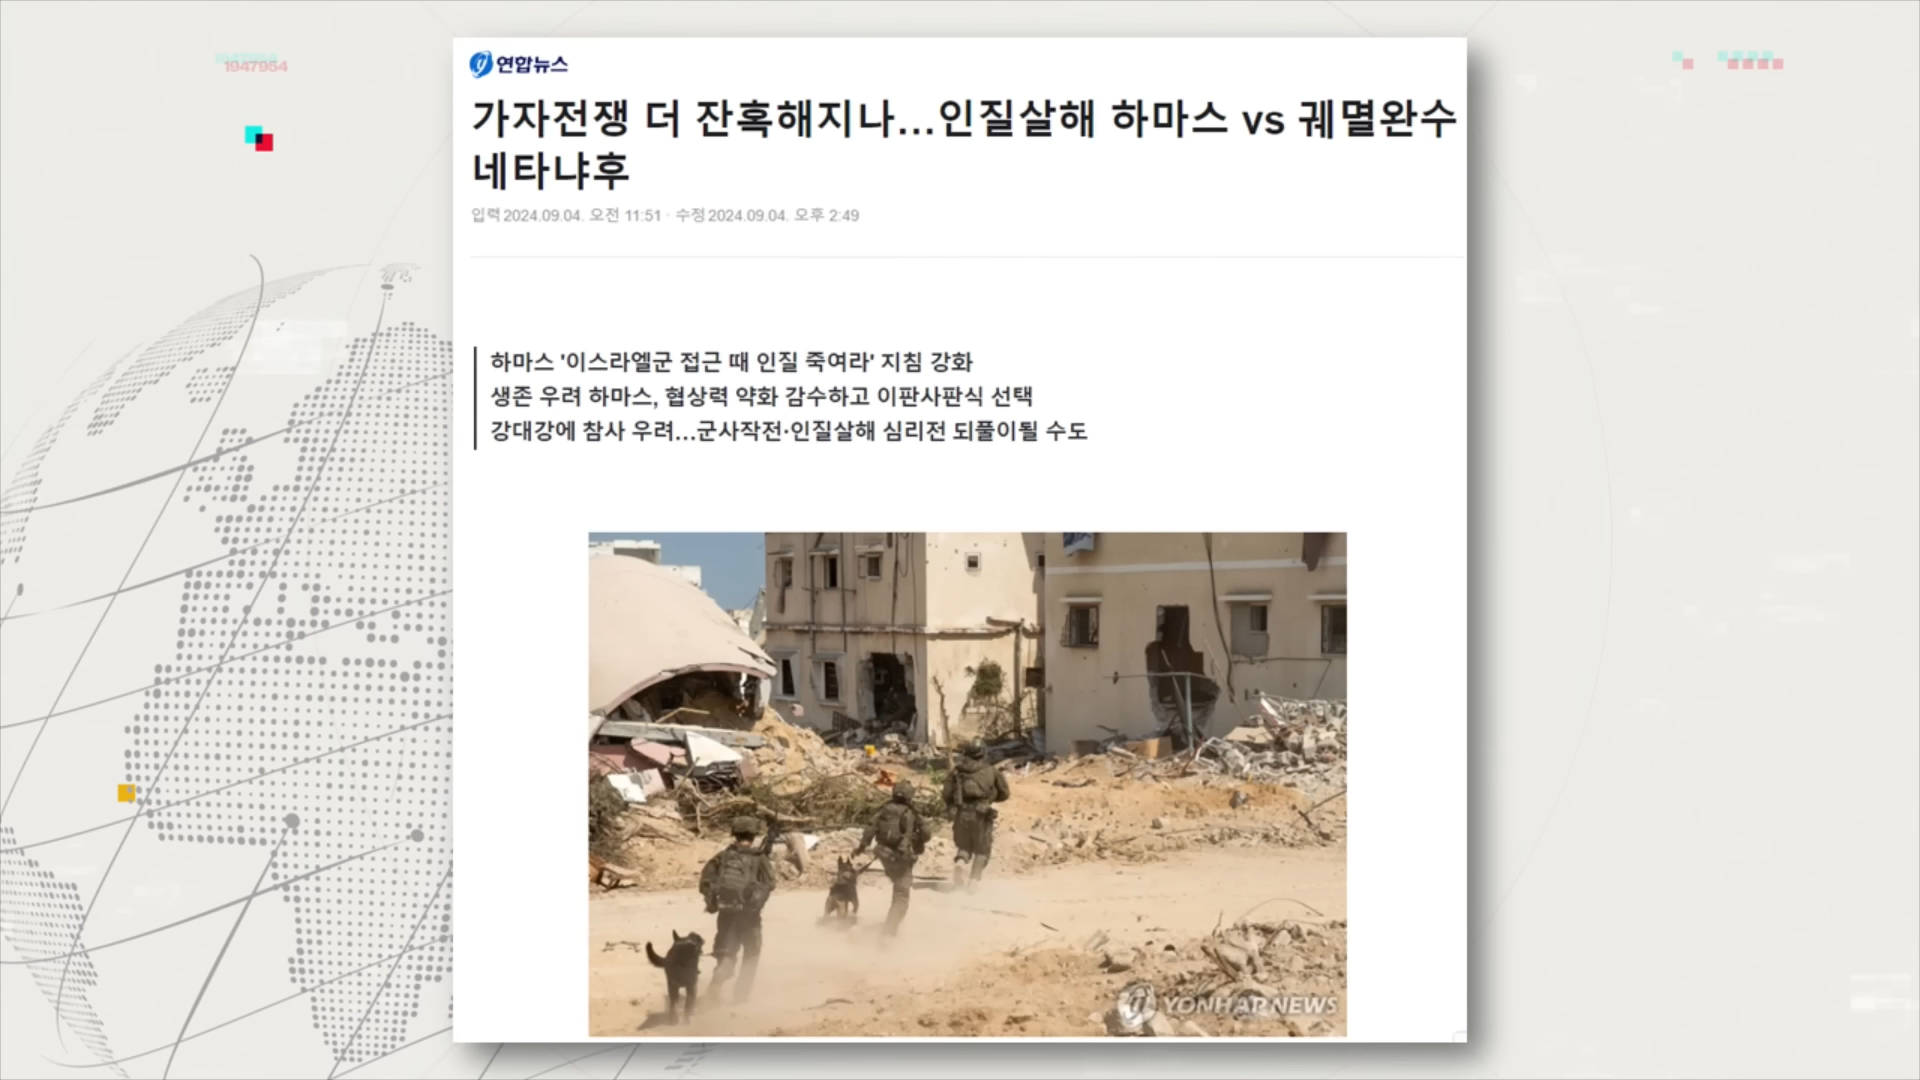 1947954
연합뉴스
가자전쟁 더 잔혹해지나...인질살해 하마스 vs 궤멸완수
네타냐후
입력 2024.09.04. 오전 11:51 · 수정 2024.09.04. 오후 2:49
하마스 '이스라엘군 접근 때 인질 죽여라' 지침 강화
생존 우려 하마스, 협상력 약화 감수하고 이판사판식 선택
강대강에 참사 우려...군사작전·인질살해 심리전 되풀이될 수도
YONHAP NEWS